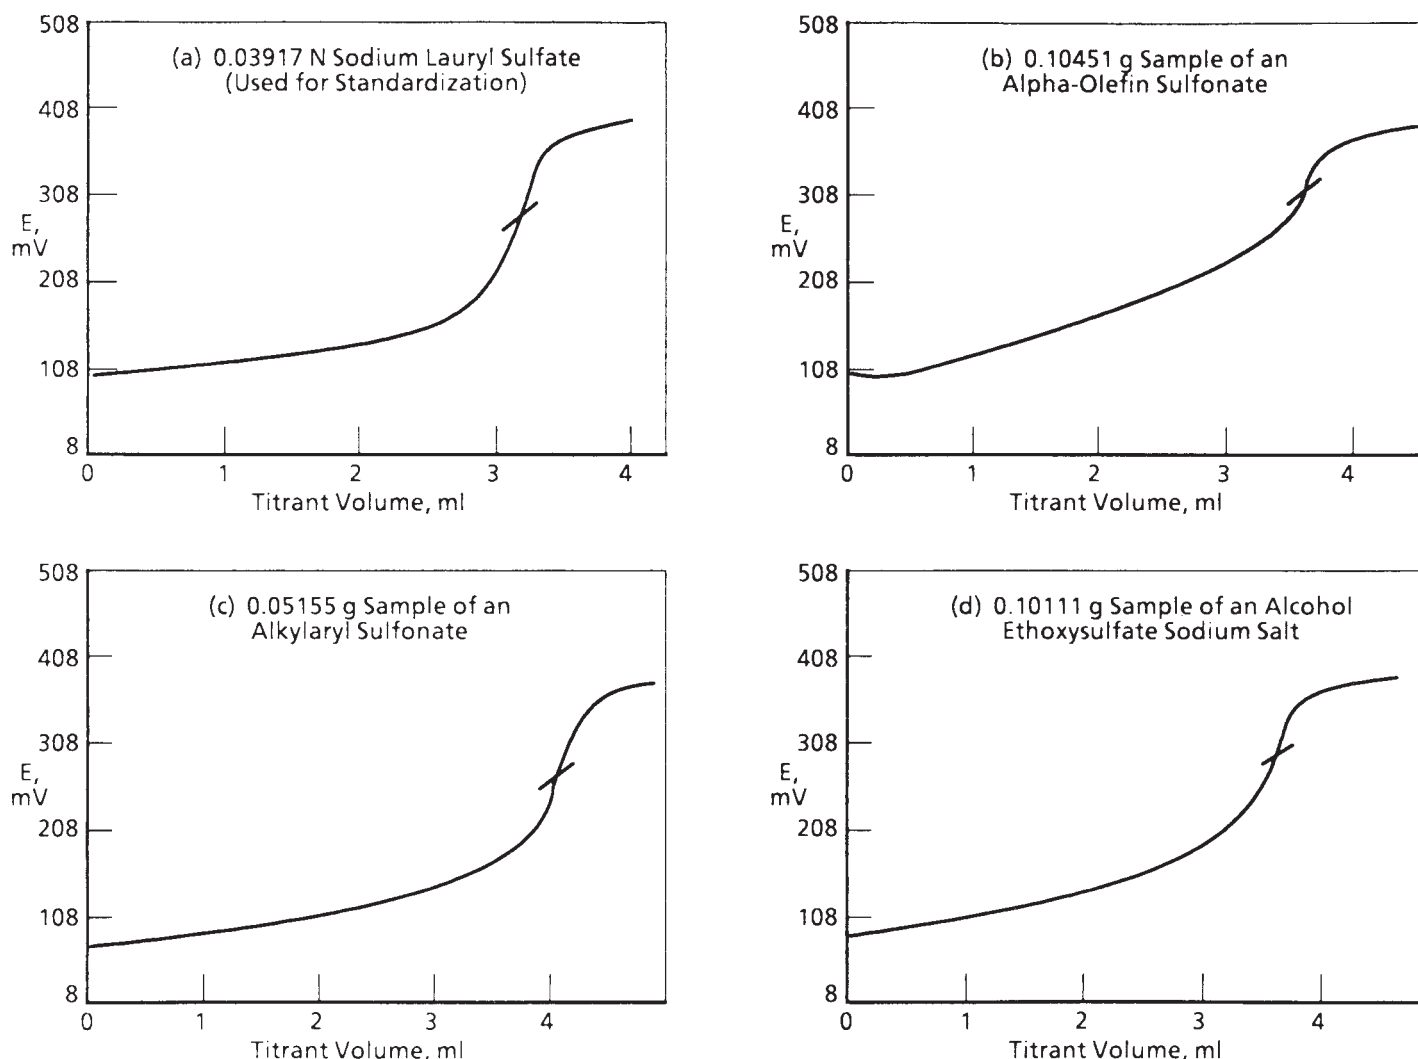 508
(a) 0.03917 N Sodium Lauryl Sulfate
(Used for Standardization)
408
308
E,
mV
208
108
8
0 1 2 3 4
Titrant Volume, ml
508
(b) 0.10451 g Sample of an
Alpha-Olefin Sulfonate
408
308
E,
mV
208
108
8
0 1 2 3 4
Titrant Volume, ml
508
(c) 0.05155 g Sample of an
Alkylaryl Sulfonate
408
308
E,
mV
208
108
8
0 1 2 3 4
Titrant Volume, ml
508
(d) 0.10111 g Sample of an Alcohol
Ethoxysulfate Sodium Salt
408
308
E,
mV
208
108
8
0 1 2 3 4
Titrant Volume, ml